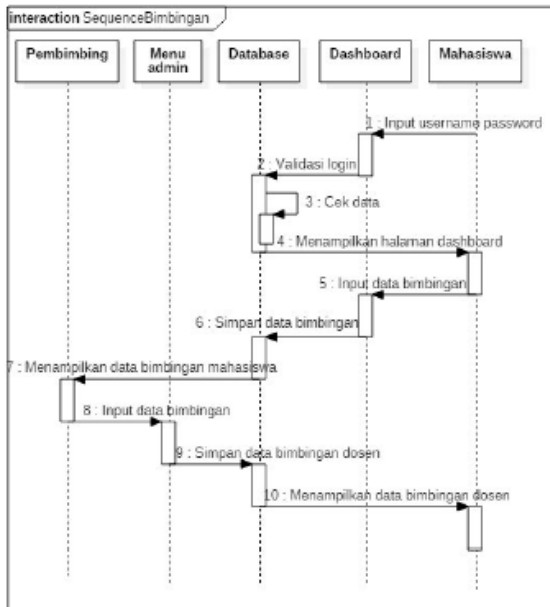 interaction SequenceBimbingan
Pembimbing
Menu
admin
Database
Dashboard
Mahasiswa
1 : Input username password
2 : Validasi login
3 : Cek data
4 : Menampilkan halaman dashboard
5 : Input data bimbingan
6 : Simpan data bimbingan
7 : Menampilkan data bimbingan mahasiswa
8 : Input data bimbingan
9 : Simpan data bimbingan dosen
10 : Menampilkan data bimbingan dosen